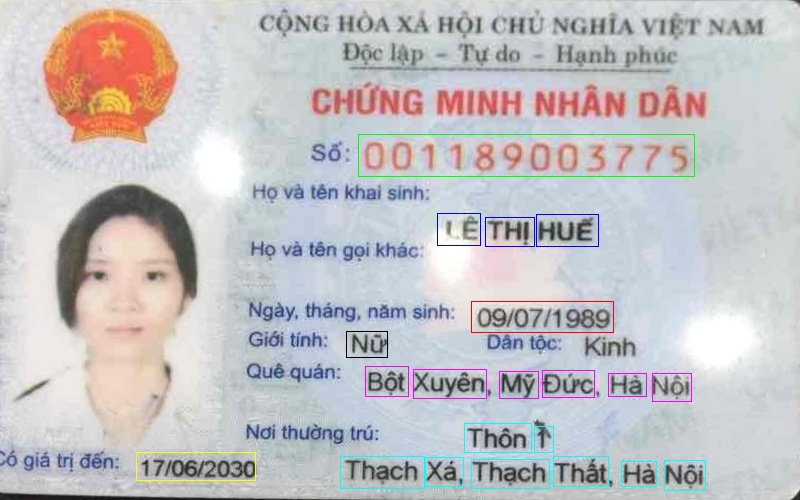 CỘNG HÒA XÃ HỘI CHỦ NGHĨA VIỆT NAM
Độc lập - Tự do - Hạnh phúc
CHỨNG MINH NHÂN DÂN
Số: 001189003775
Họ và tên khai sinh:
LÊ THỊ HUẾ
Họ và tên gọi khác:
Ngày, tháng, năm sinh: 09/07/1989
Giới tính: Nữ Dân tộc: Kinh
Quê quán: Bột Xuyên, Mỹ Đức, Hà Nội
Nơi thường trú: Thôn
Có giá trị đến: 17/06/2030 Thạch Xá, Thạch Thất, Hà Nội